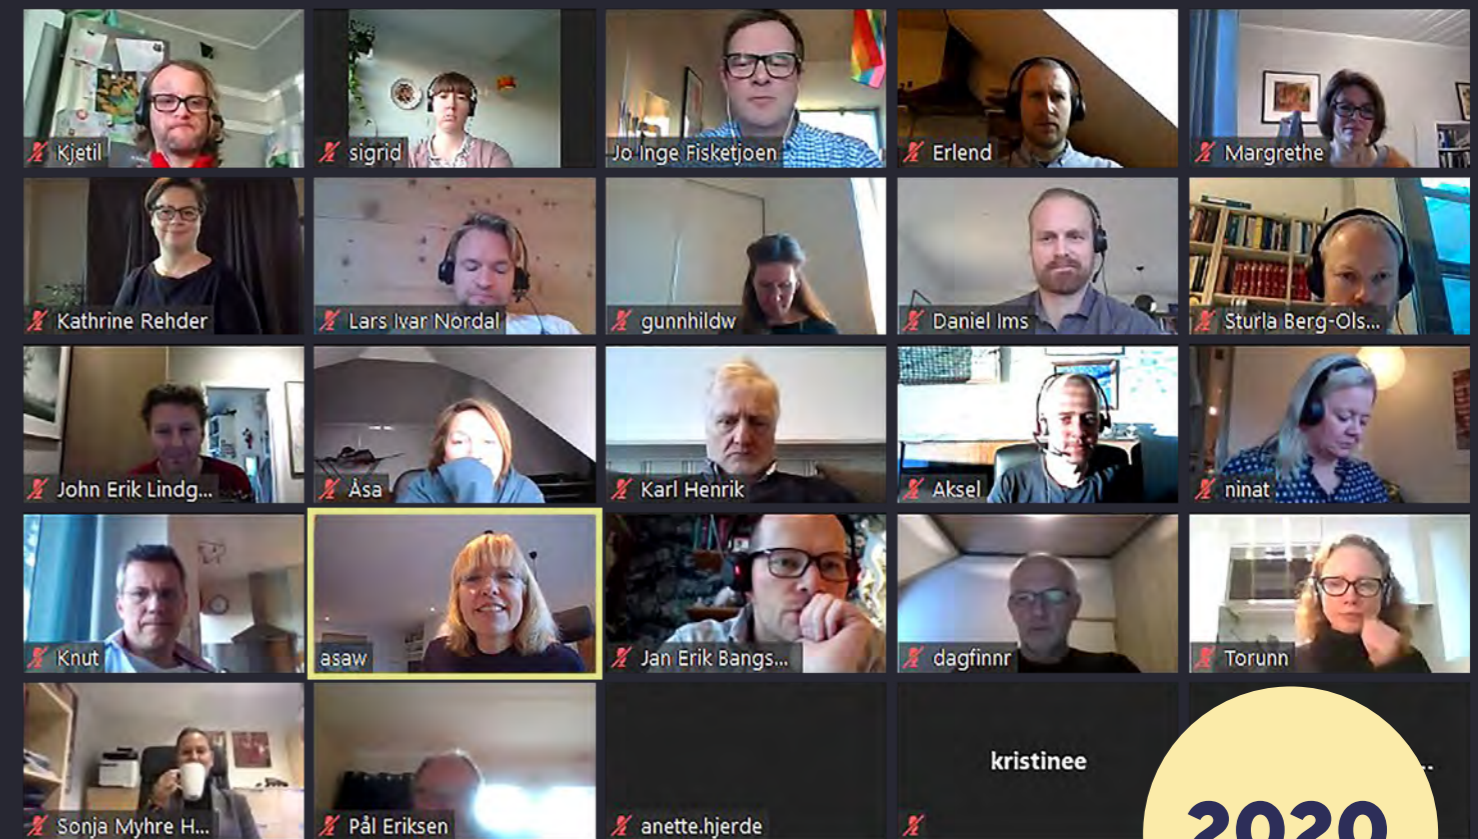 Kjetil
sigrid
Jo Inge Fisketjoen
Erlend
Margrethe
Kathrine Rehder
Lars Ivar Nordal
gunnhildw
Daniel Ims
Sturla Berg-Ols...
John Erik Lindg...
Åsa
Karl Henrik
Aksel
ninat
Knut
asaw
Jan Erik Bangs...
dagfinnr
Torunn
Sonja Myhre H...
Pål Eriksen
anette.hjerde
kristinee
2020